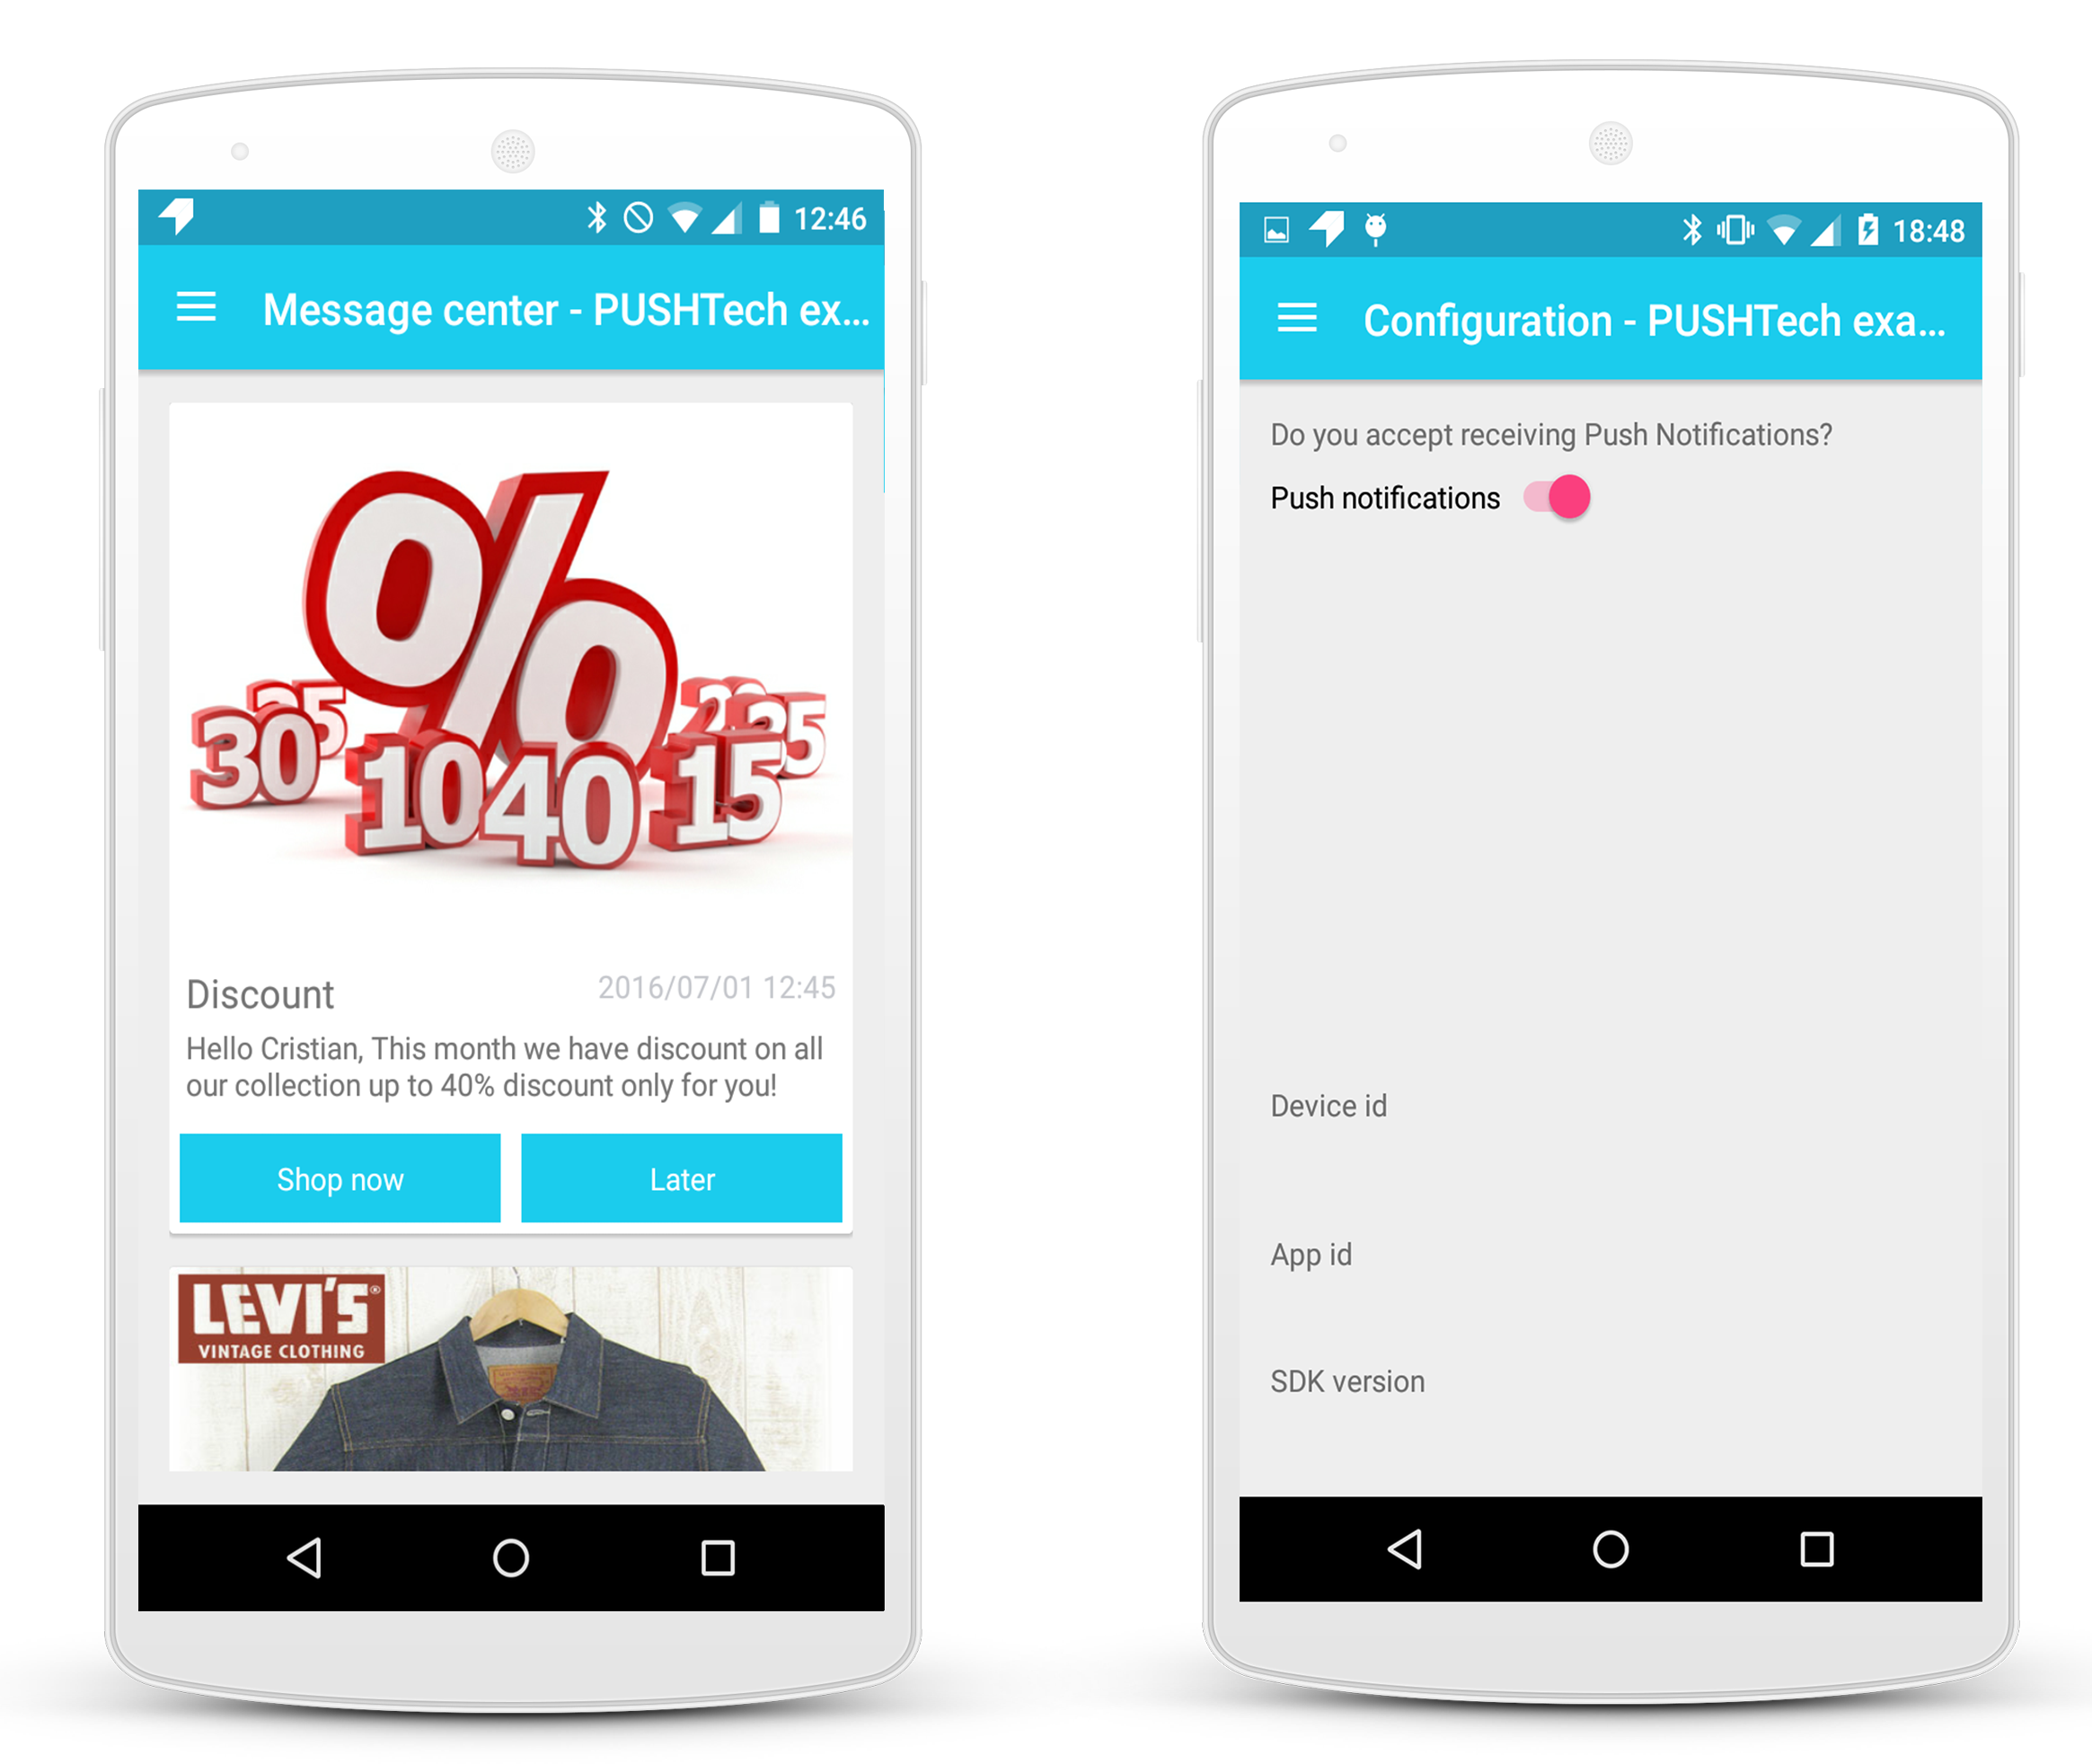 12:46
Message center - PUSHTech ex...
%
30
25
10
40
15
25
Discount
2016/07/01 12:45
Hello Cristian, This month we have discount on all
our collection up to 40% discount only for you!
Shop now
Later
LEVI'S®
VINTAGE CLOTHING
18:48
Configuration - PUSHTech exa...
Do you accept receiving Push Notifications?
Push notifications
Device id
App id
SDK version